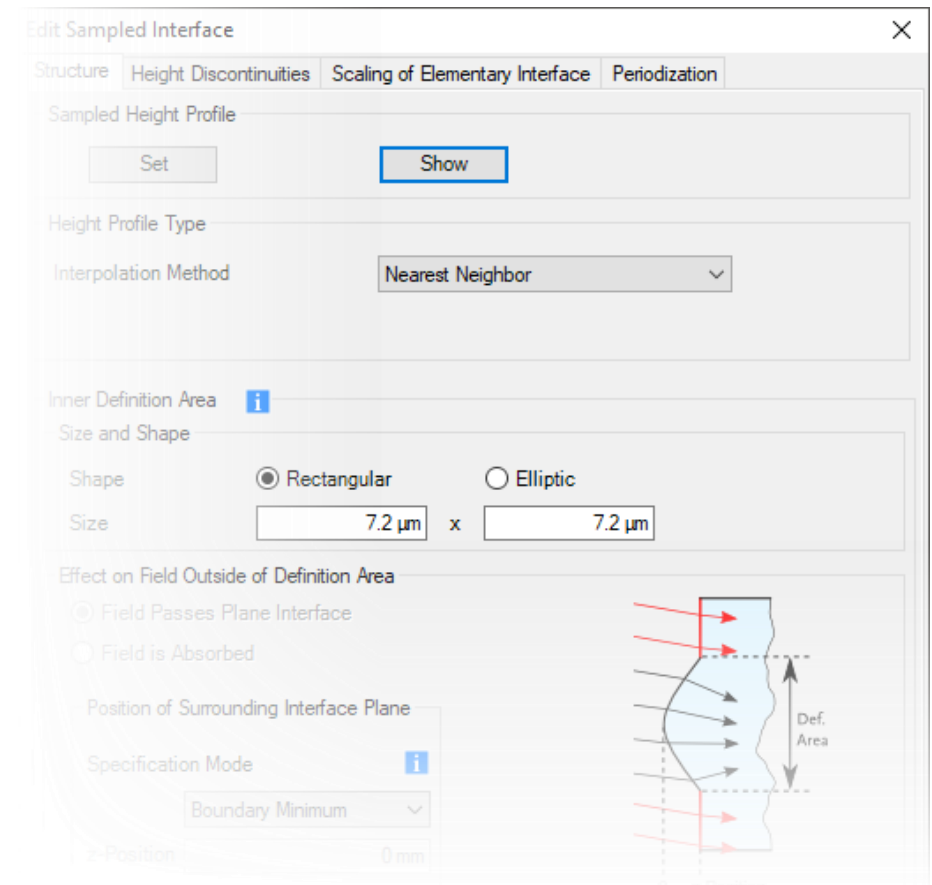 Edit Sampled Interface
Structure Height Discontinuities Scaling of Elementary Interface Periodization
Sampled Height Profile
Set Show
Height Profile Type
Interpolation Method Nearest Neighbor
Inner Definition Area i
Size and Shape
Shape Rectangular Elliptic
Size 7.2 µm x 7.2 µm
Effect on Field Outside of Definition Area
Field Passes Plane Interface
Field is Absorbed
Position of Surrounding Interface Plane
Def.
Area
Specification Mode i
Boundary Minimum
z-Position 0 mm